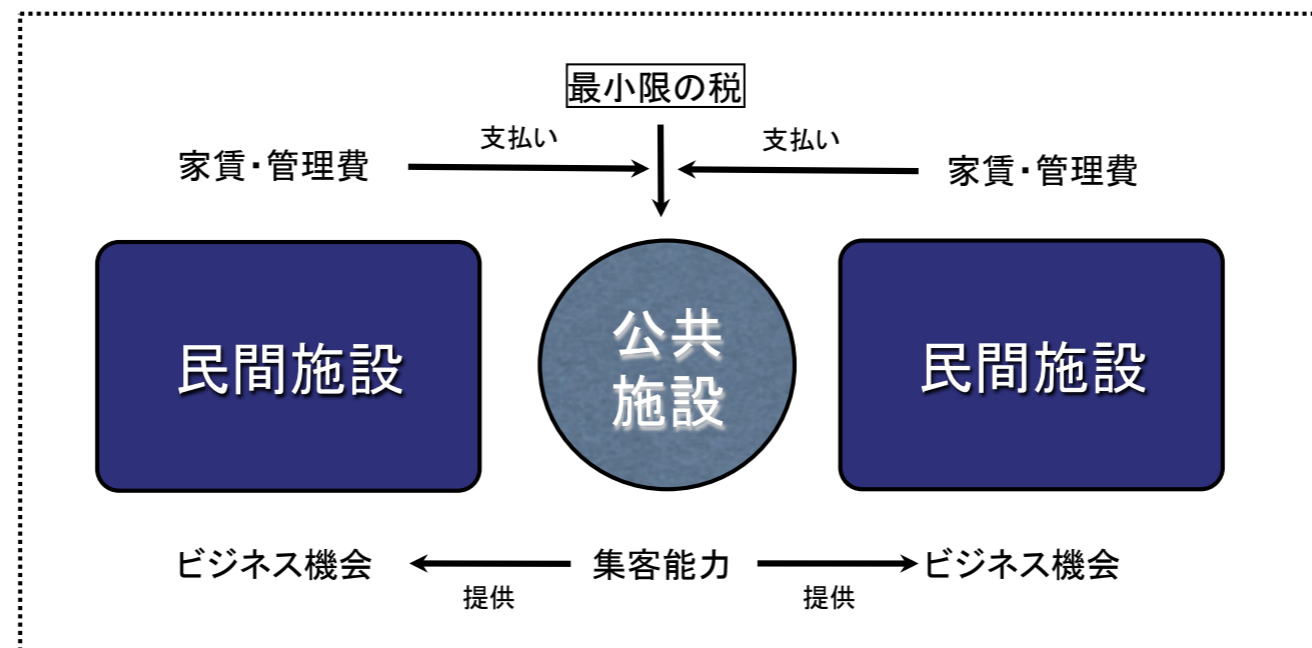 最小限の税
支払い
支払い
家賃・管理費
家賃・管理費
民間施設
公共
施設
民間施設
ビジネス機会
集客能力
ビジネス機会
提供
提供